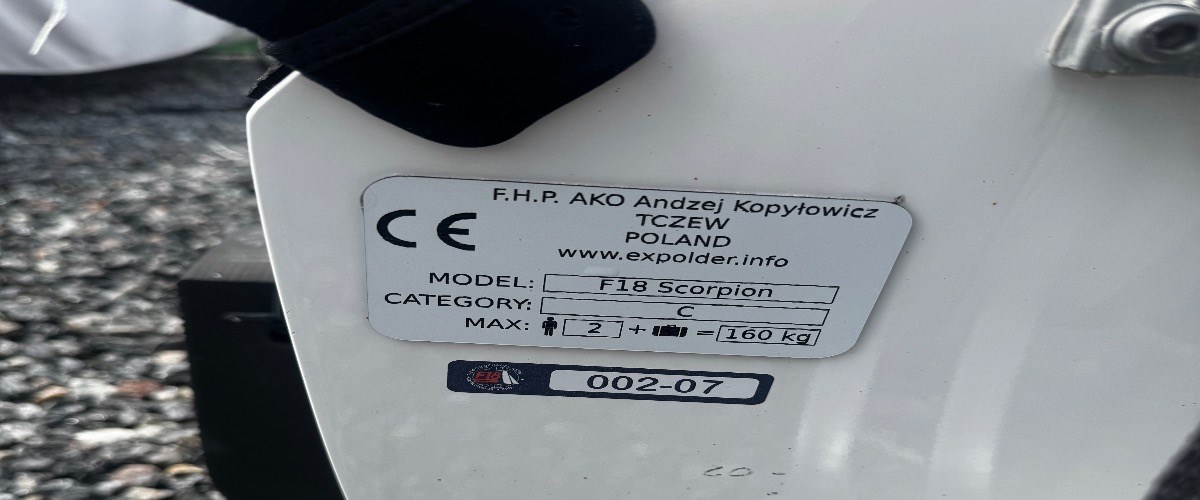 F.H.P. AKO Andzej Kopyłowicz
TCZEW
POLAND
www.expolder.info
CE
MODEL: F18 Scorpion
CATEGORY: C
MAX: 2 + = 160 kg
F18 002-07